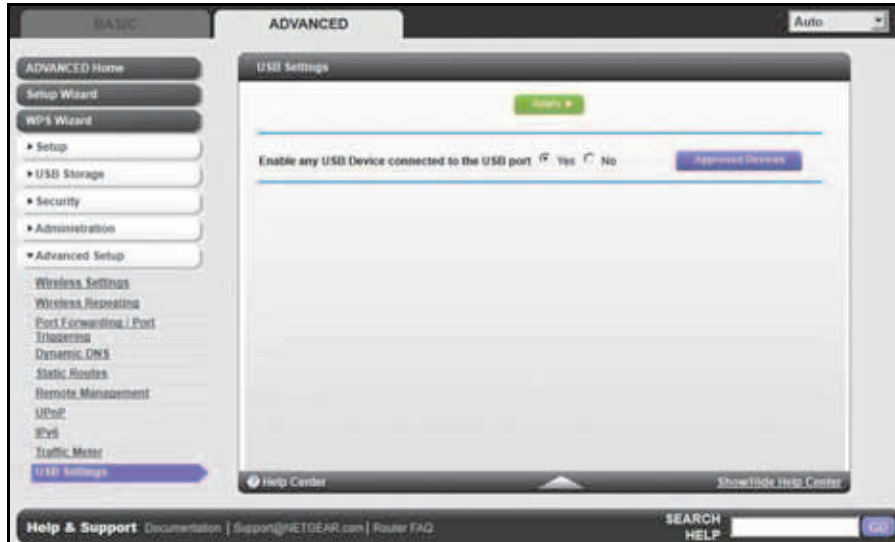 BASIC
ADVANCED
Auto
ADVANCED Home
Setup Wizard
WPS Wizard
Setup
USB Storage
Security
Administration
Advanced Setup
Wireless Settings
Wireless Repeating
Port Forwarding / Port
Triggering
Dynamic DNS
Static Routes
Remote Management
UPnP
IPv6
Traffic Meter
USB Settings
USB Settings
Apply
Enable any USB Device connected to the USB port Yes No
Approved Devices
Help Center
Show/Hide Help Center
Help & Support Documentation | Support@NETGEAR.com | Router FAQ
SEARCH
HELP
GO